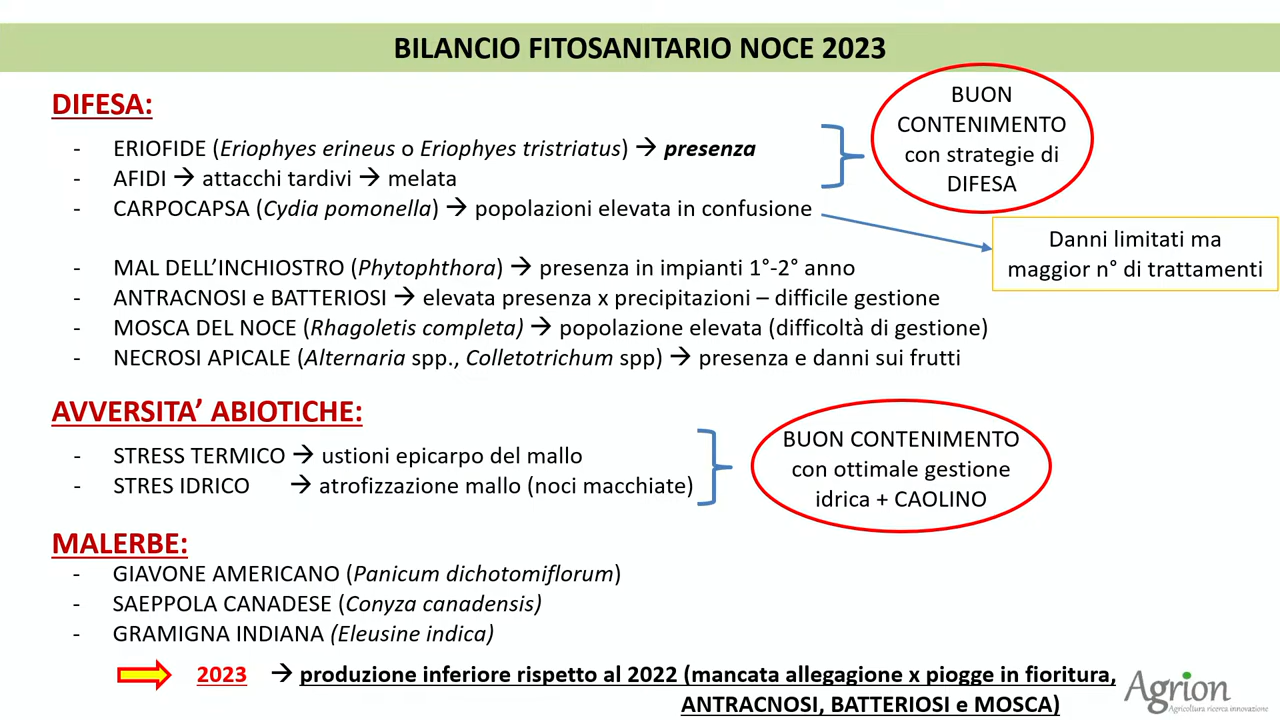 BILANCIO FITOSANITARIO NOCE 2023
DIFESA:
- ERIOFIDE (Eriophyes erineus o Eriophyes tristriatus) → presenza
- AFIDI → attacchi tardivi → melata
- CARPOCAPSA (Cydia pomonella) → popolazioni elevata in confusione
BUON
CONTENIMENTO
con strategie di
DIFESA
Danni limitati ma
maggior n° di trattamenti
- MAL DELL’INCHIOSTRO (Phytophthora) → presenza in impianti 1°-2° anno
- ANTRACNOSI e BATTERIOSI → elevata presenza x precipitazioni – difficile gestione
- MOSCA DEL NOCE (Rhagoletis completa) → popolazione elevata (difficoltà di gestione)
- NECROSI APICALE (Alternaria spp., Colletotrichum spp) → presenza e danni sui frutti
AVVERSITA’ ABIOTICHE:
- STRESS TERMICO → ustioni epicarpo del mallo
- STRES IDRICO → atrofizzazione mallo (noci macchiate)
BUON CONTENIMENTO
con ottimale gestione
idrica + CAOLINO
MALERBE:
- GIAVONE AMERICANO (Panicum dichotomiflorum)
- SAEPPOLA CANADESE (Conyza canadensis)
- GRAMIGNA INDIANA (Eleusine indica)
2023 → produzione inferiore rispetto al 2022 (mancata allegagione x piogge in fioritura,
ANTRACNOSI, BATTERIOSI e MOSCA)
Agrion
Agricoltura ricerca innovazione